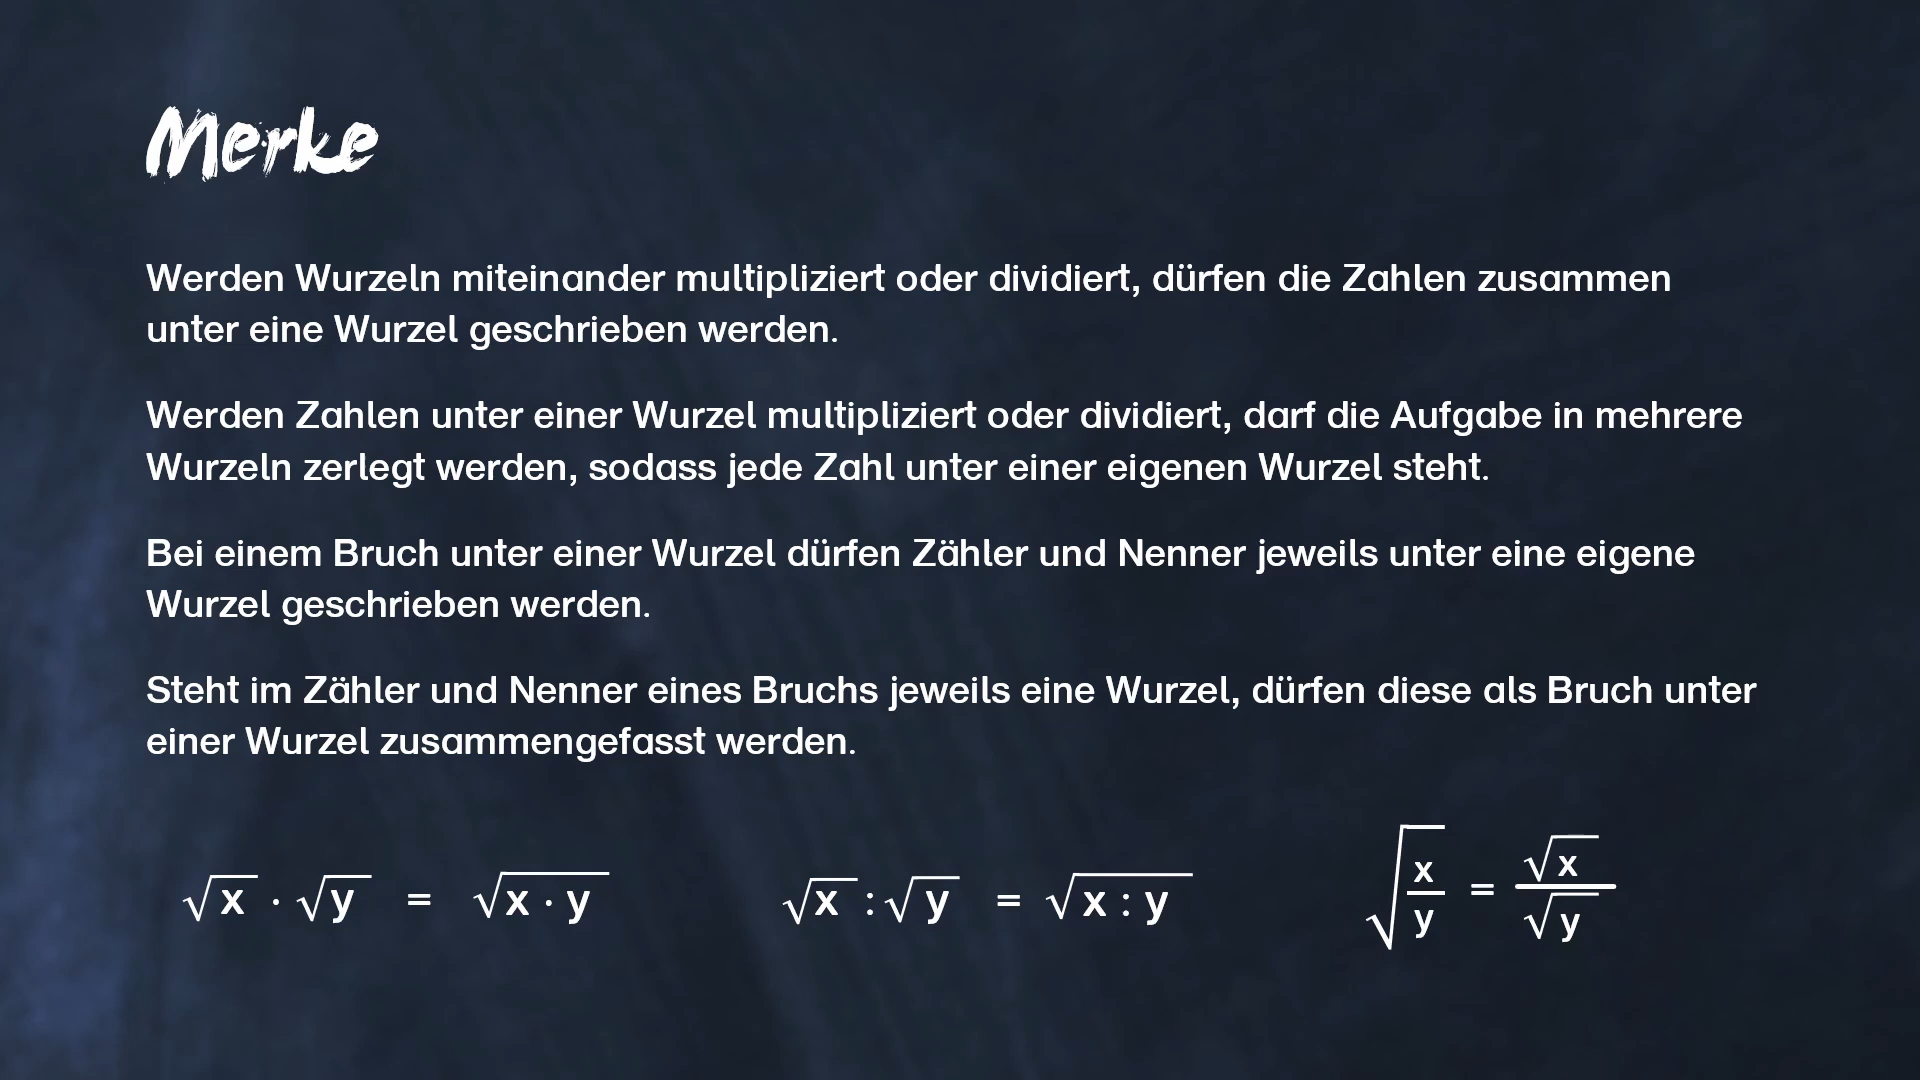 Merke
Werden Wurzeln miteinander multipliziert oder dividiert, dürfen die Zahlen zusammen
unter eine Wurzel geschrieben werden.
Werden Zahlen unter einer Wurzel multipliziert oder dividiert, darf die Aufgabe in mehrere
Wurzeln zerlegt werden, sodass jede Zahl unter einer eigenen Wurzel steht.
Bei einem Bruch unter einer Wurzel dürfen Zähler und Nenner jeweils unter eine eigene
Wurzel geschrieben werden.
Steht im Zähler und Nenner eines Bruchs jeweils eine Wurzel, dürfen diese als Bruch unter
einer Wurzel zusammengefasst werden.
√x · √y = √(x · y)
√x : √y = √(x : y)
√(x/y) = √x/√y